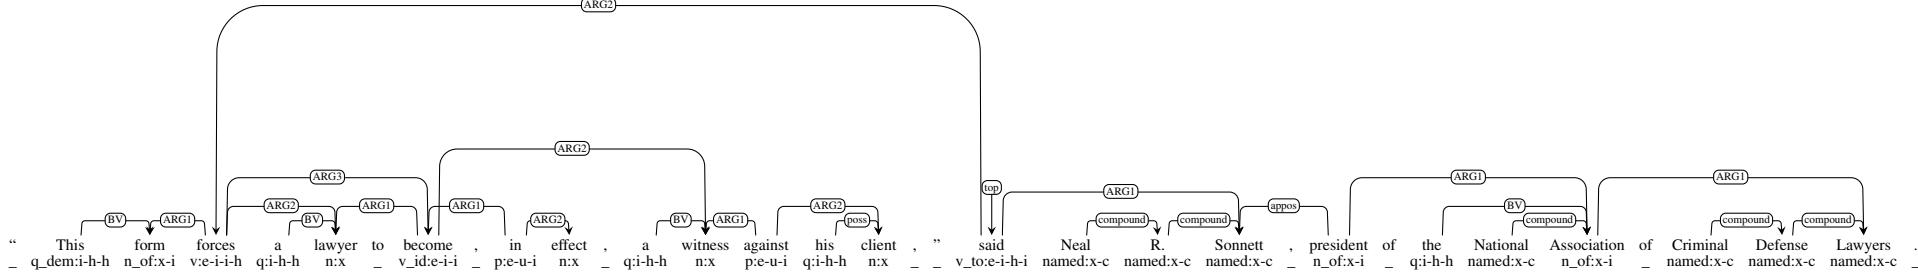 ARG2
ARG2
ARG3 top ARG1 ARG1 ARG1
ARG2 ARG1 ARG1 ARG2 appos BV
BV ARG1 BV ARG2 BV ARG1 poss compound compound compound compound compound
“ This form forces a lawyer to become , in effect , a witness against his client , ” said Neal R. Sonnett , president of the National Association of Criminal Defense Lawyers .
_ q_dem:i-h-h n_of:x-i v:e-i-i-h q:i-h-h n:x _ v_id:e-i-i _ p:e-u-i n:x _ q:i-h-h n:x p:e-u-i q:i-h-h n:x _ _ v_to:e-i-h-i named:x-c named:x-c named:x-c _ n_of:x-i _ q:i-h-h named:x-c n_of:x-i _ named:x-c named:x-c named:x-c _